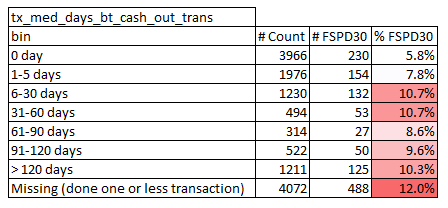 tx_med_days_bt_cash_out_trans
bin # Count # FSPD30 % FSPD30
0 day 3966 230 5.8%
1-5 days 1976 154 7.8%
6-30 days 1230 132 10.7%
31-60 days 494 53 10.7%
61-90 days 314 27 8.6%
91-120 days 522 50 9.6%
> 120 days 1211 125 10.3%
Missing (done one or less transaction) 4072 488 12.0%